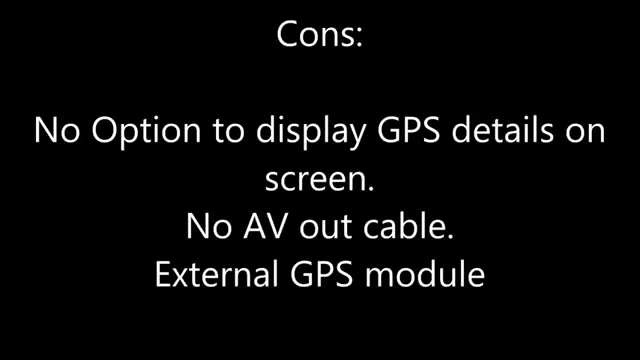 Cons:
No Option to display GPS details on
screen.
No AV out cable.
External GPS module